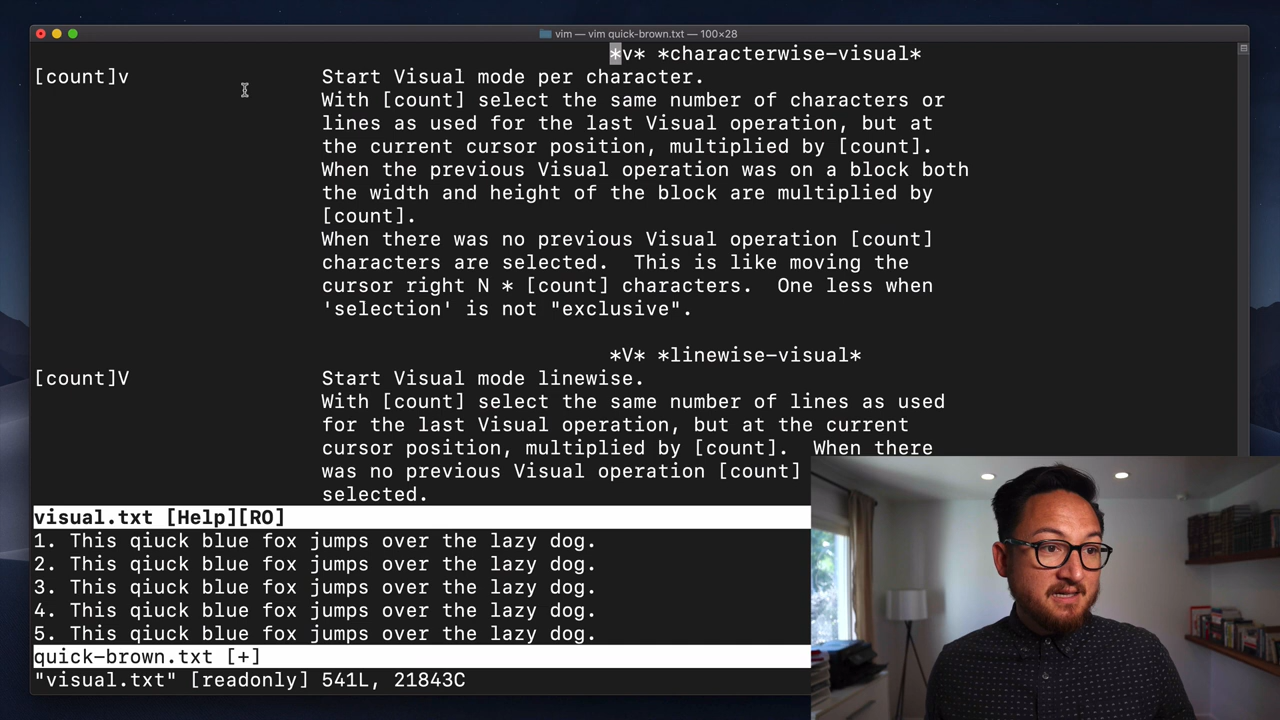 vim — vim quick-brown.txt — 100×28
*v* *characterwise-visual*
[count]v Start Visual mode per character.
With [count] select the same number of characters or
lines as used for the last Visual operation, but at
the current cursor position, multiplied by [count].
When the previous Visual operation was on a block both
the width and height of the block are multiplied by
[count].
When there was no previous Visual operation [count]
characters are selected.  This is like moving the
cursor right N * [count] characters.  One less when
'selection' is not "exclusive".
*V* *linewise-visual*
[count]V Start Visual mode linewise.
With [count] select the same number of lines as used
for the last Visual operation, but at the current
cursor position, multiplied by [count].  When there
was no previous Visual operation [count]
selected.
visual.txt [Help][RO]
1. This qiuck blue fox jumps over the lazy dog.
2. This qiuck blue fox jumps over the lazy dog.
3. This qiuck blue fox jumps over the lazy dog.
4. This qiuck blue fox jumps over the lazy dog.
5. This qiuck blue fox jumps over the lazy dog.
quick-brown.txt [+]
"visual.txt" [readonly] 541L, 21843C